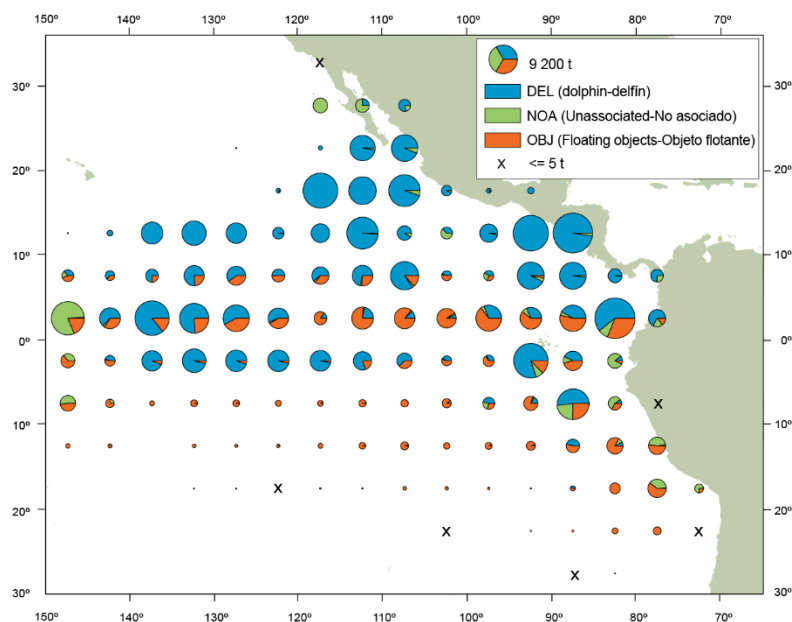 150º 140º 130º 120º 110º 100º 90º 80º 70º
9 200 t
DEL (dolphin-delfín)
NOA (Unassociated-No asociado)
OBJ (Floating objects-Objeto flotante)
x <= 5 t
x
30º 30º
20º 20º
10º 10º
0º 0º
x
10º 10º
x
20º 20º
x x
x
30º 30º
150º 140º 130º 120º 110º 100º 90º 80º 70º